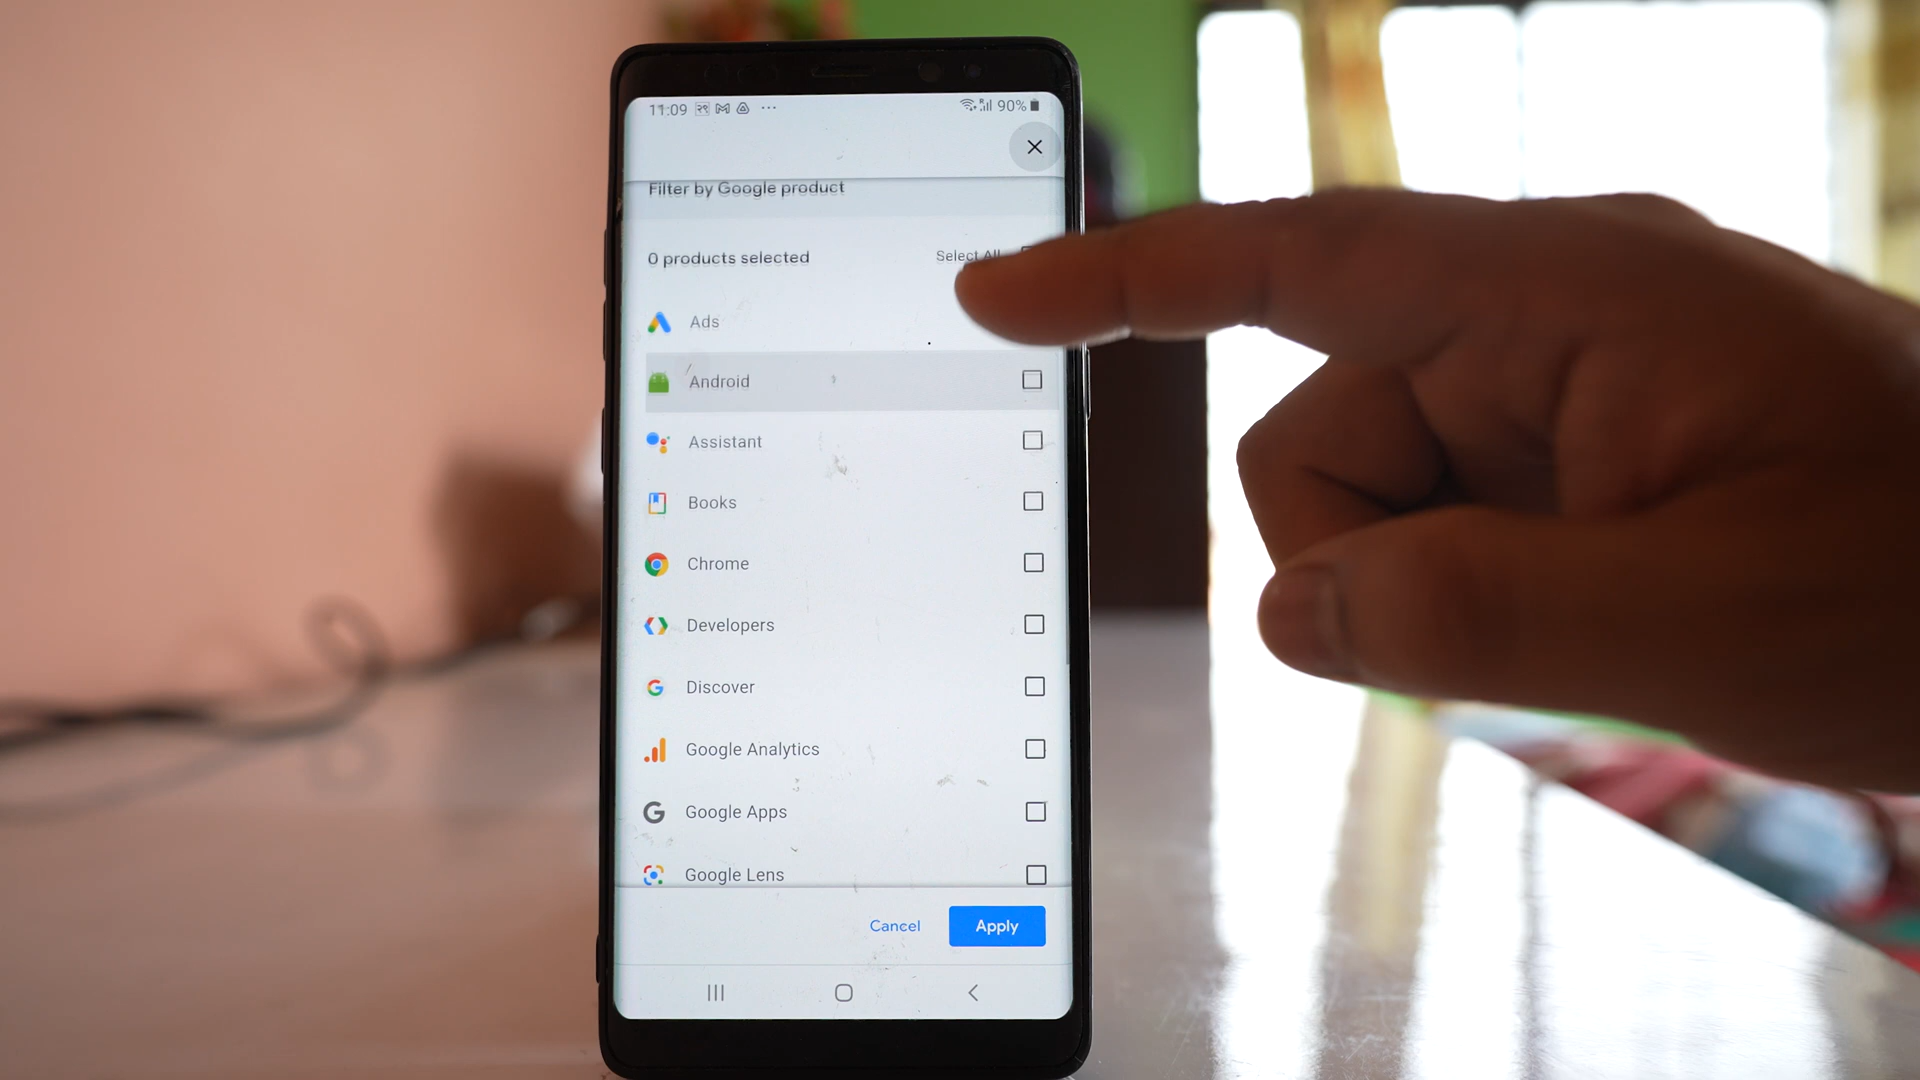 11:09 २९ 90%
Filter by Google product
0 products selected Select All
Ads
Android
Assistant
Books
Chrome
Developers
Discover
Google Analytics
Google Apps
Google Lens
Cancel Apply